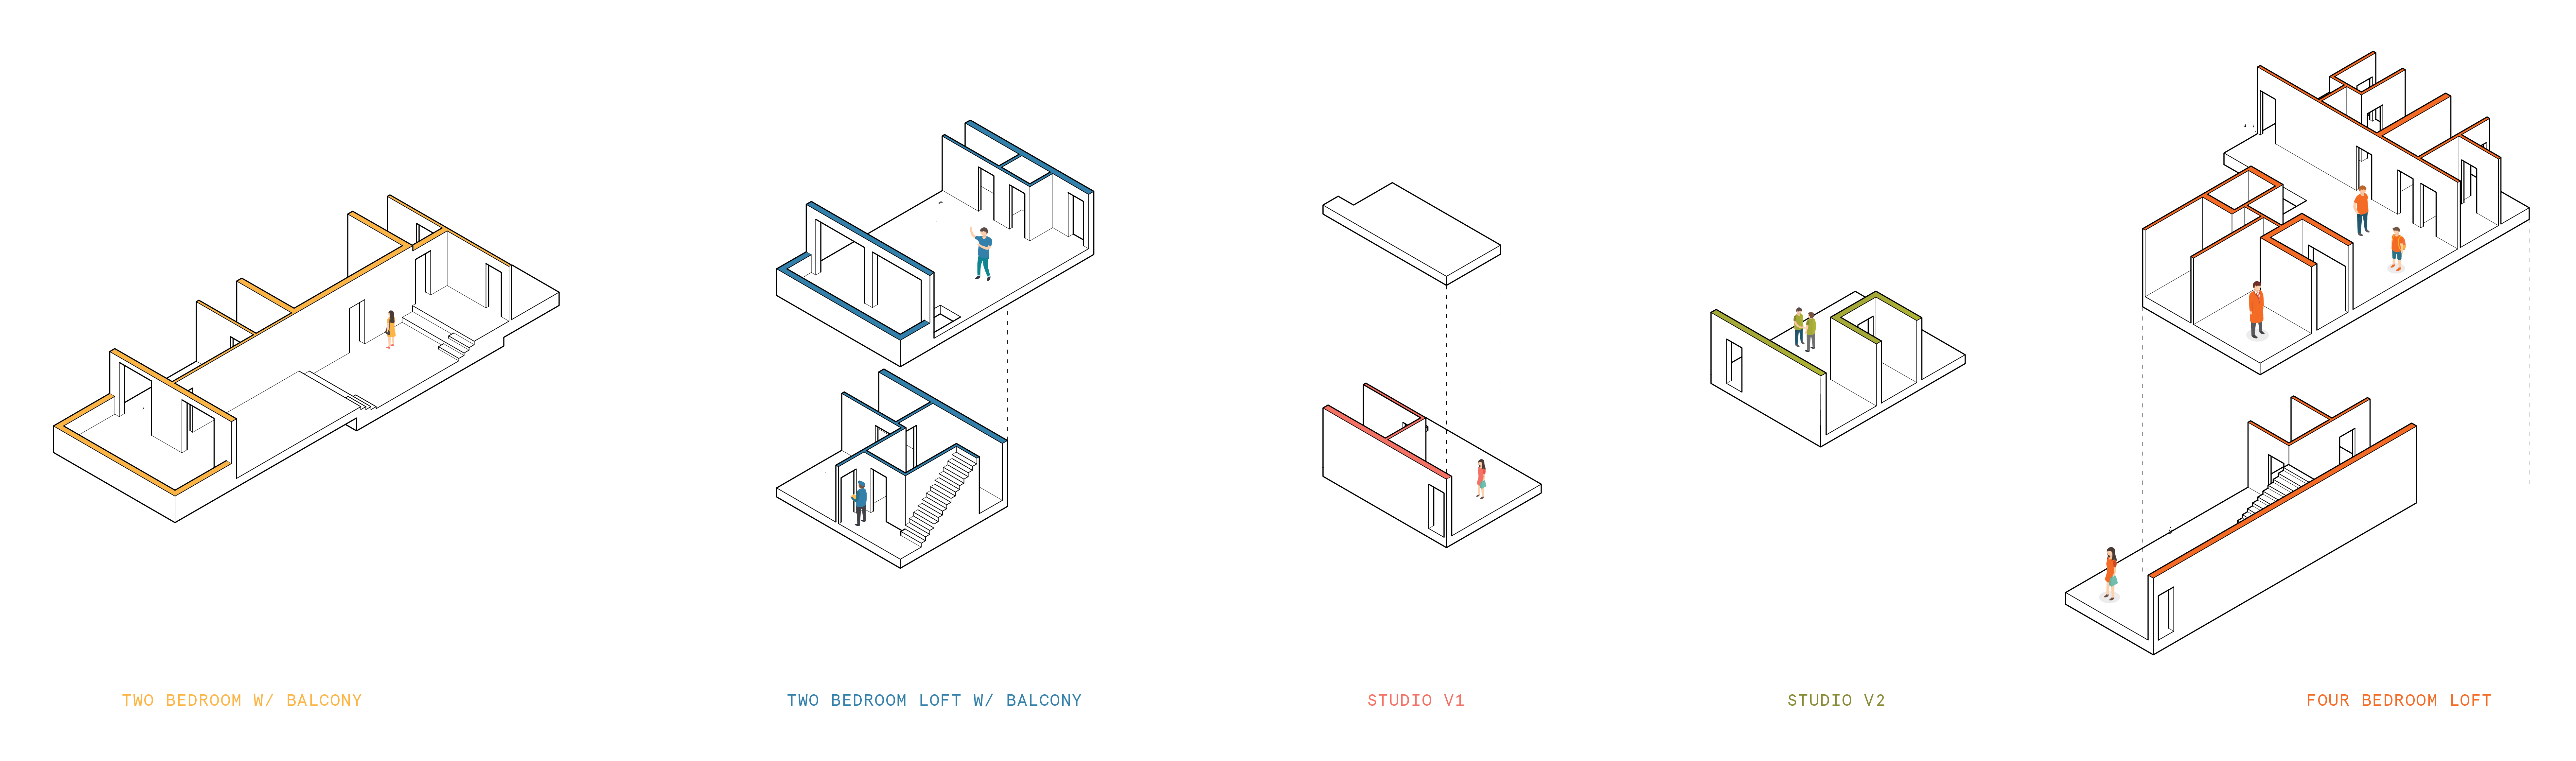 TWO BEDROOM W/ BALCONY
TWO BEDROOM LOFT W/ BALCONY
STUDIO V1
STUDIO V2
FOUR BEDROOM LOFT